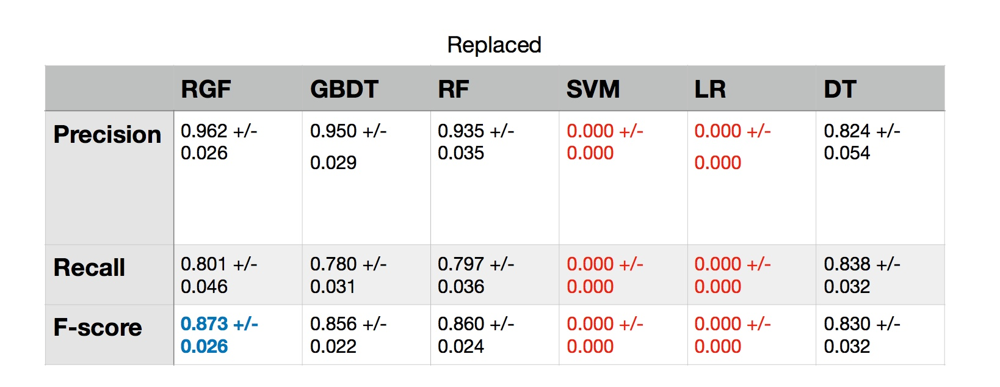 Replaced
RGF GBDT RF SVM LR DT
Precision 0.962 +/- 0.950 +/- 0.935 +/- 0.000 +/- 0.000 +/- 0.824 +/-
0.026 0.029 0.035 0.000 0.000 0.054
Recall 0.801 +/- 0.780 +/- 0.797 +/- 0.000 +/- 0.000 +/- 0.838 +/-
0.046 0.031 0.036 0.000 0.000 0.032
F-score 0.873 +/- 0.856 +/- 0.860 +/- 0.000 +/- 0.000 +/- 0.830 +/-
0.026 0.022 0.024 0.000 0.000 0.032